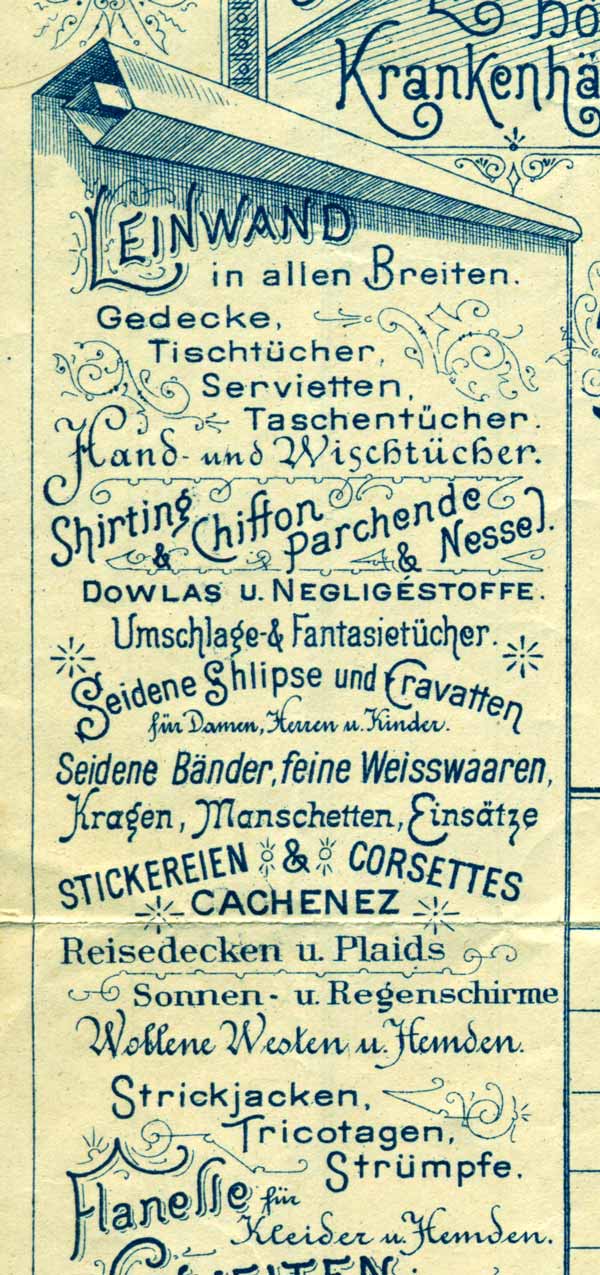 Krankenhä
LEINWAND
in allen Breiten.
Gedecke,
Tischtücher,
Servietten,
Taschentücher.
Hand- und Wischtücher.
Shirting & Chiffon
Parchende & Nessel.
DOWLAS U. NEGLIGÉSTOFFE.
Umschlage-& Fantasietücher.
Seidene Shlipse und Cravatten
für Damen, Herren u. Kinder.
Seidene Bänder, feine Weisswaaren,
Kragen, Manschetten, Einsätze
STICKEREIEN & CORSETTES
CACHENEZ
Reisedecken u. Plaids
Sonnen- u. Regenschirme
Wollene Westen u. Hemden.
Strickjacken,
Tricotagen,
Strümpfe.
Flanelle für
Kleider u. Hemden.